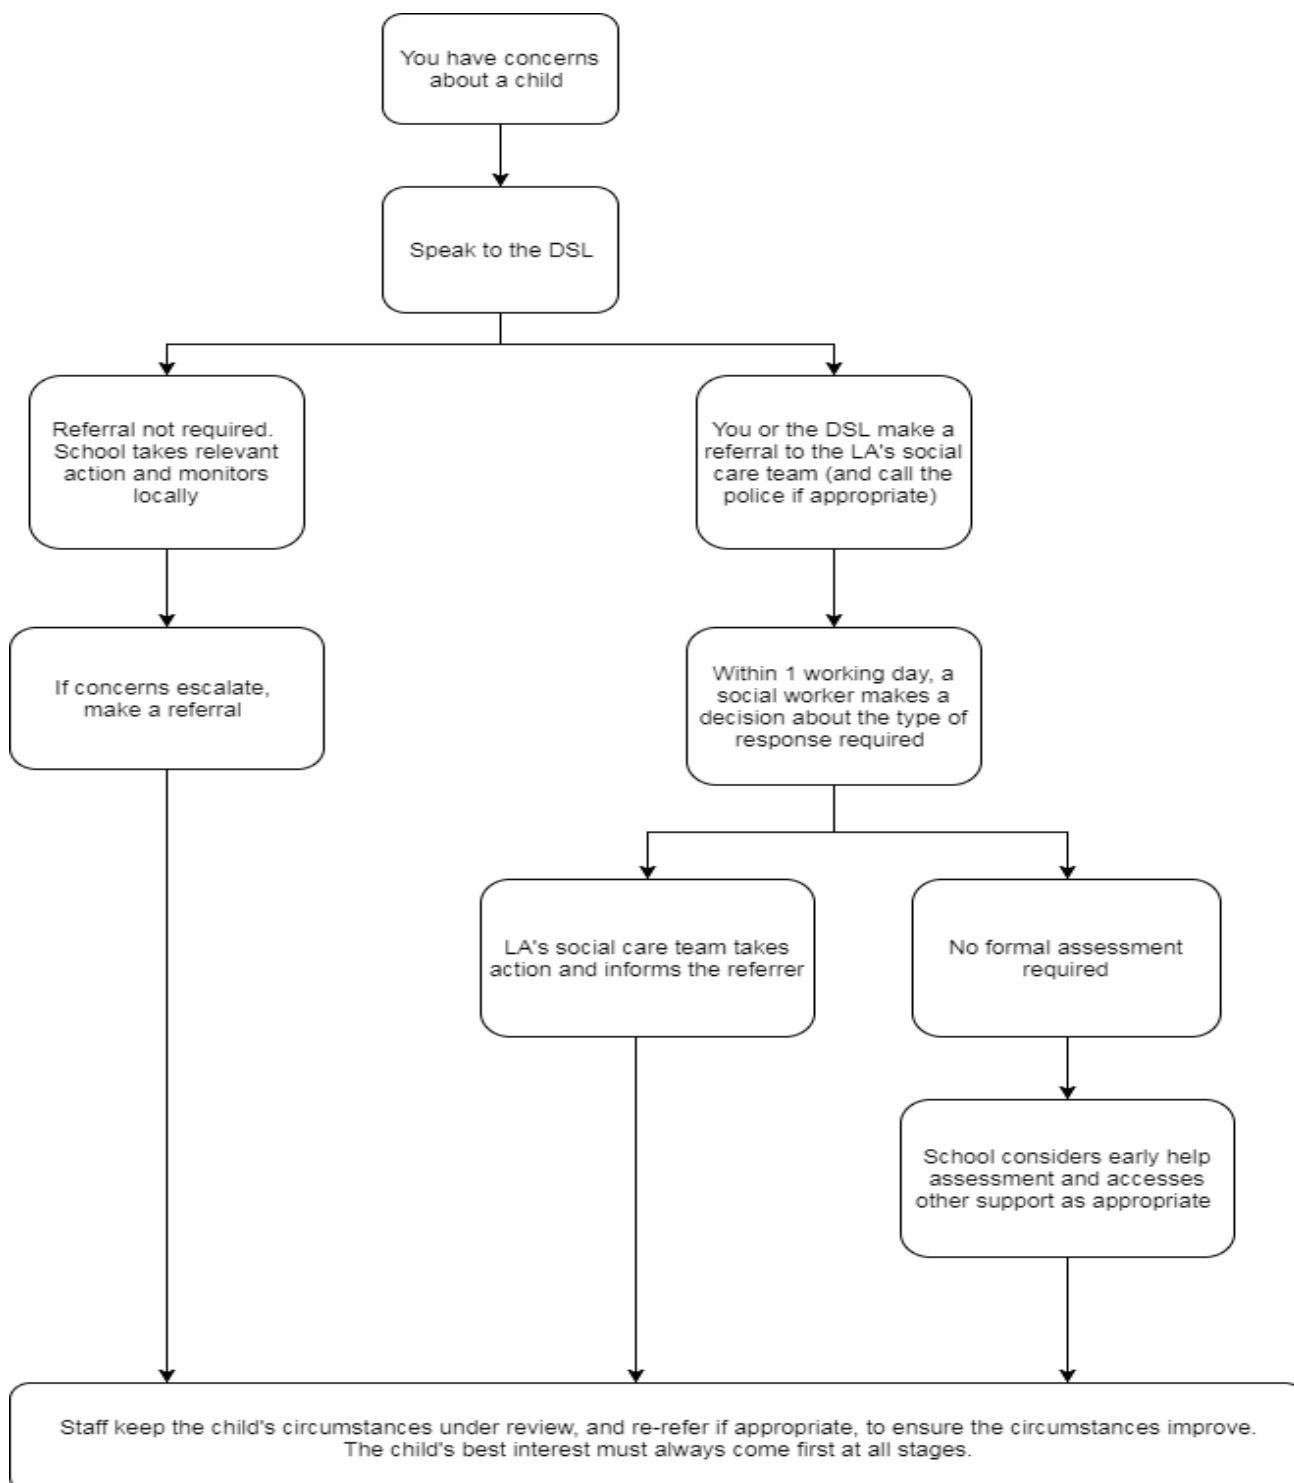 You have concerns
about a child
Speak to the DSL
Referral not required.
School takes relevant
action and monitors
locally
You or the DSL make a
referral to the LA's social
care team (and call the
police if appropriate)
If concerns escalate,
make a referral
Within 1 working day, a
social worker makes a
decision about the type of
response required
LA's social care team takes
action and informs the referrer
No formal assessment
required
School considers early help
assessment and accesses
other support as appropriate
Staff keep the child's circumstances under review, and re-refer if appropriate, to ensure the circumstances improve.
The child's best interest must always come first at all stages.